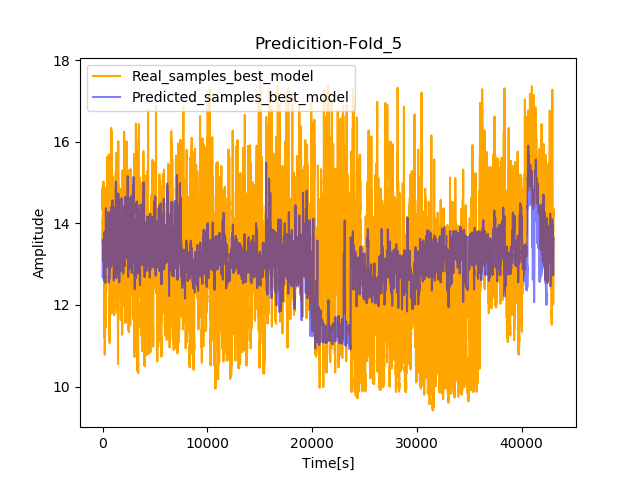 Predicition-Fold_5
Real_samples_best_model
Predicted_samples_best_model
18
16
14
12
10
Amplitude
0
10000
20000
30000
40000
Time[s]